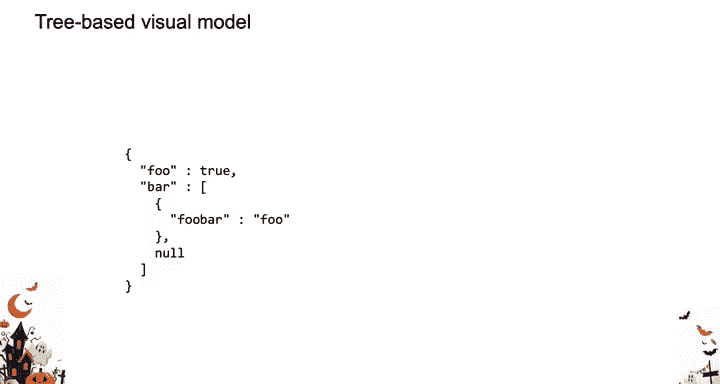 Tree-based visual model
{
"foo" : true,
"bar" : [
{
"foobar" : "foo"
},
null
]
}